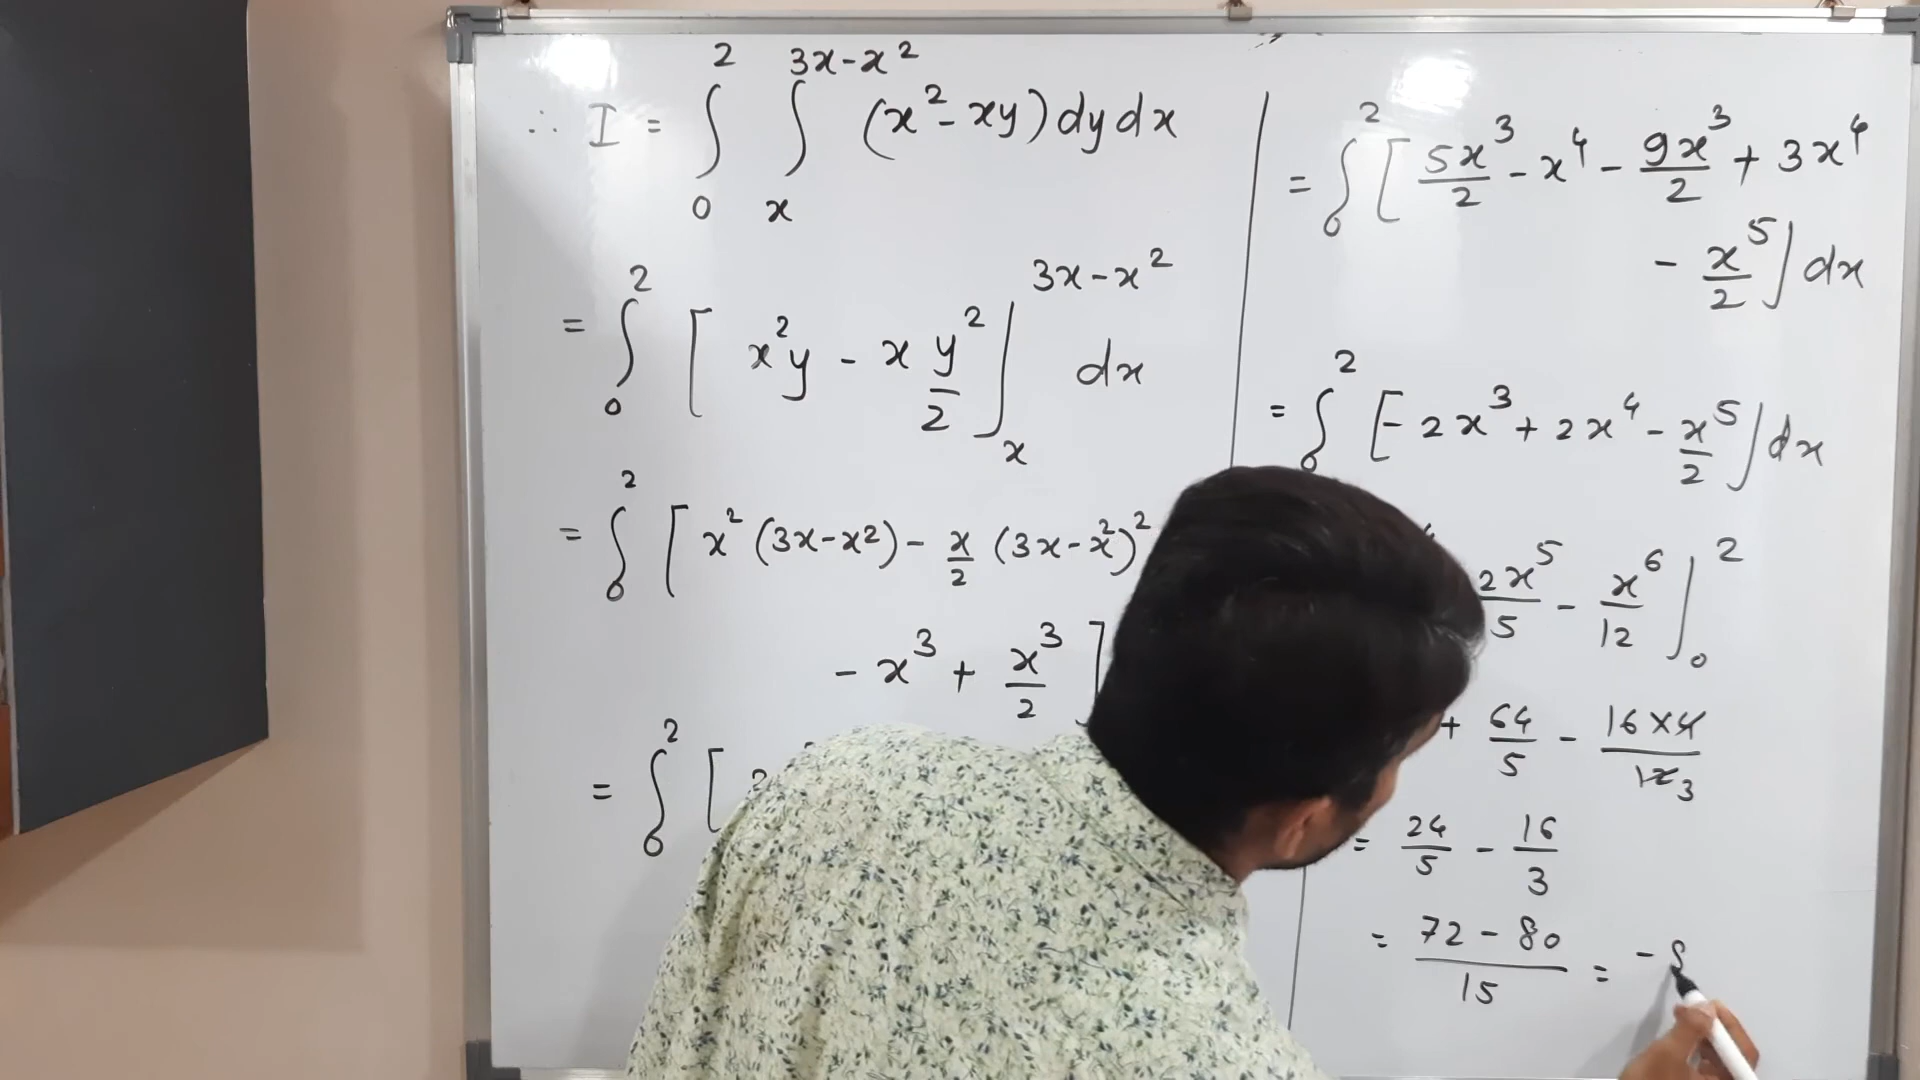 ∴ I = ∫₀² ∫ₓ^(3x-x²) (x² - xy) dy dx
= ∫₀² [ x²y - x y²/2 ]ₓ^(3x-x²) dx
= ∫₀² [ x² (3x-x²) - x/2 (3x-x²)²
- x³ + x³/2 ]
= ∫₀² [
= ∫₀² [ 5x³/2 - x⁴ - 9x³/2 + 3x⁴
- x⁵/2 ] dx
= ∫₀² [ - 2x³ + 2x⁴ - x⁵/2 ] dx
2x⁵/5 - x⁶/12 ]₀²
+ 64/5 - 16×4/12 3
= 24/5 - 16/3
= (72 - 80)/15 = - 8